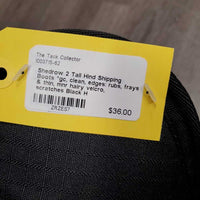 The Tack Collector
Shedrow 2 Tall Hind Shipping
Boots *gc, clean, edges: rubs, frays
& thin, mnr hairy velcro,
scratches Black H
$36.00